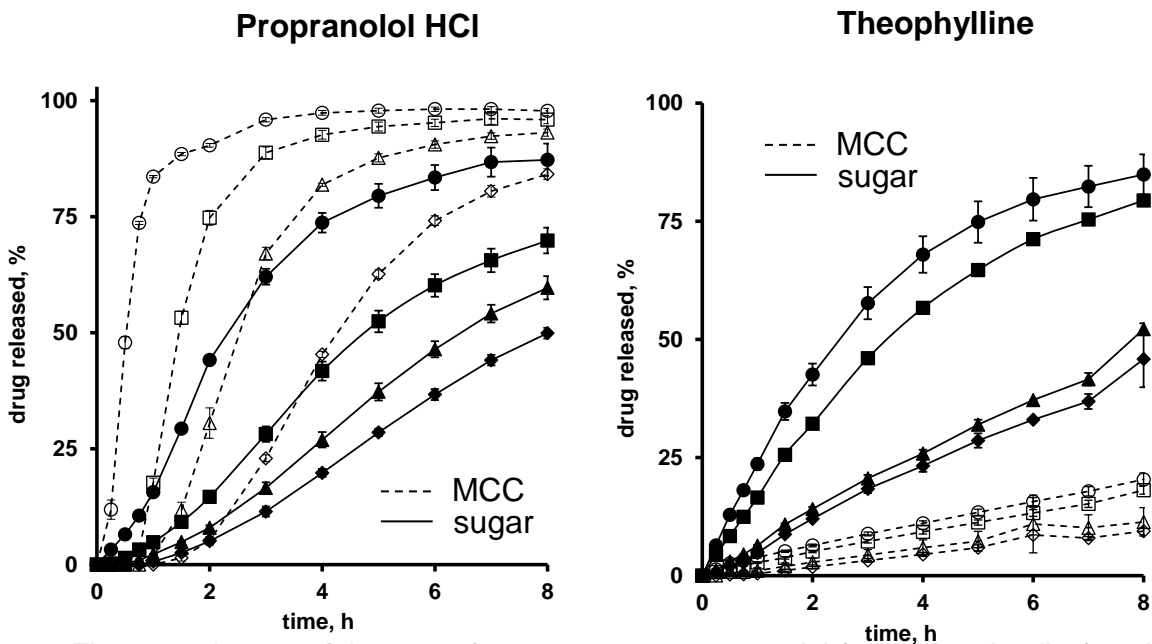 Propranolol HCl
Theophylline
100
75
50
25
0
drug released, %
MCC
sugar
0
2
4
6
8
time, h
100
75
50
25
0
drug released, %
MCC
sugar
0
2
4
6
8
time, h